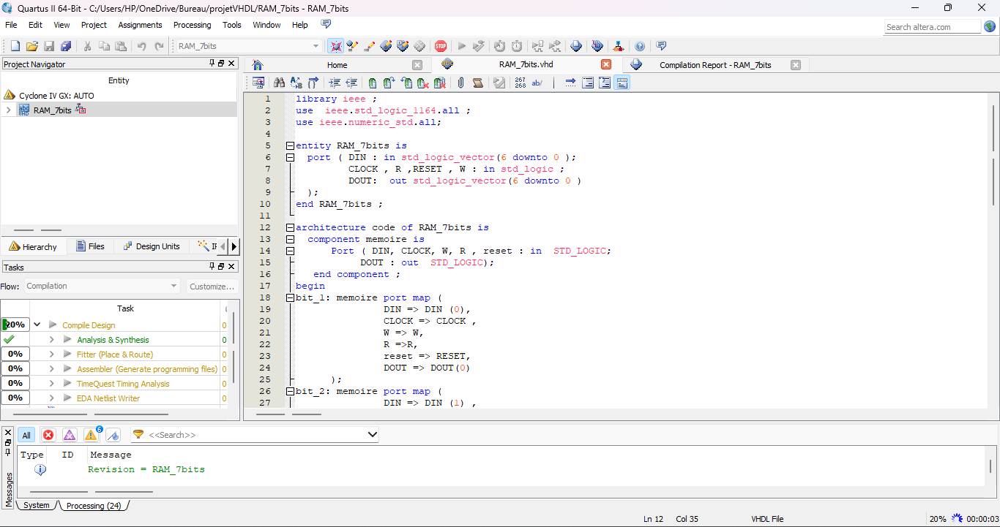 Quartus II 64-Bit - C:/Users/HP/OneDrive/Bureau/projetVHDL/RAM_7bits - RAM_7bits
File Edit View Project Assignments Processing Tools Window Help
Search altera.com
RAM_7bits
STOP
Project Navigator
Entity
Cyclone IV GX: AUTO
abd VHD RAM_7bits
Hierarchy Files Design Units
Tasks
Flow: Compilation Customize...
Task
20% Compile Design 0
Analysis & Synthesis 0
0% Fitter (Place & Route) 0
0% Assembler (Generate programming files) 0
0% TimeQuest Timing Analysis 0
0% EDA Netlist Writer 0
Home RAM_7bits.vhd Compilation Report - RAM_7bits
267 268 ab/
1 library ieee ;
2 use ieee.std_logic_1164.all ;
3 use ieee.numeric_std.all;
4
5 entity RAM_7bits is
6 port ( DIN : in std_logic_vector(6 downto 0 );
7 CLOCK , R ,RESET , W : in std_logic ;
8 DOUT: out std_logic_vector(6 downto 0 )
9 );
10 end RAM_7bits ;
11
12 architecture code of RAM_7bits is
13 component memoire is
14 Port ( DIN, CLOCK, W, R , reset : in STD_LOGIC;
15 DOUT : out STD_LOGIC);
16 end component ;
17 begin
18 bit_1: memoire port map (
19 DIN => DIN (0),
20 CLOCK => CLOCK ,
21 W => W,
22 R =>R,
23 reset => RESET,
24 DOUT => DOUT(0)
25 );
26 bit_2: memoire port map (
27 DIN => DIN (1) ,
All 6 <<Search>>
Type ID Message
Revision = RAM_7bits
Messages
System Processing (24)
Ln 12 Col 35 VHDL File 20% 00:00:03